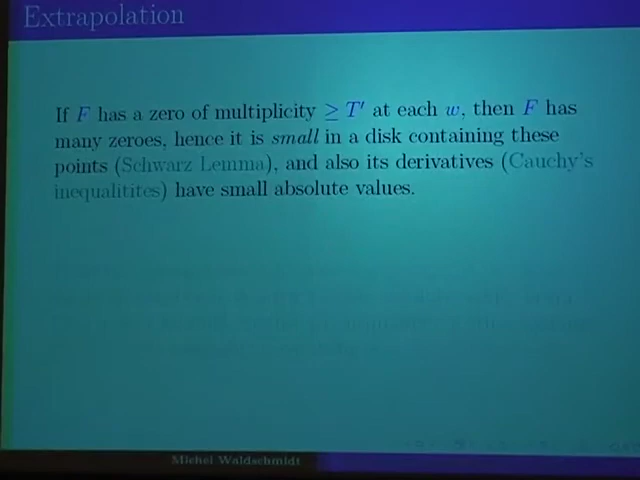 Extrapolation
If F has a zero of multiplicity ≥ T′ at each w, then F has
many zeroes, hence it is small in a disk containing these
points (Schwarz Lemma), and also its derivatives (Cauchy's
inequalitites) have small absolute values.
Michel Waldschmidt